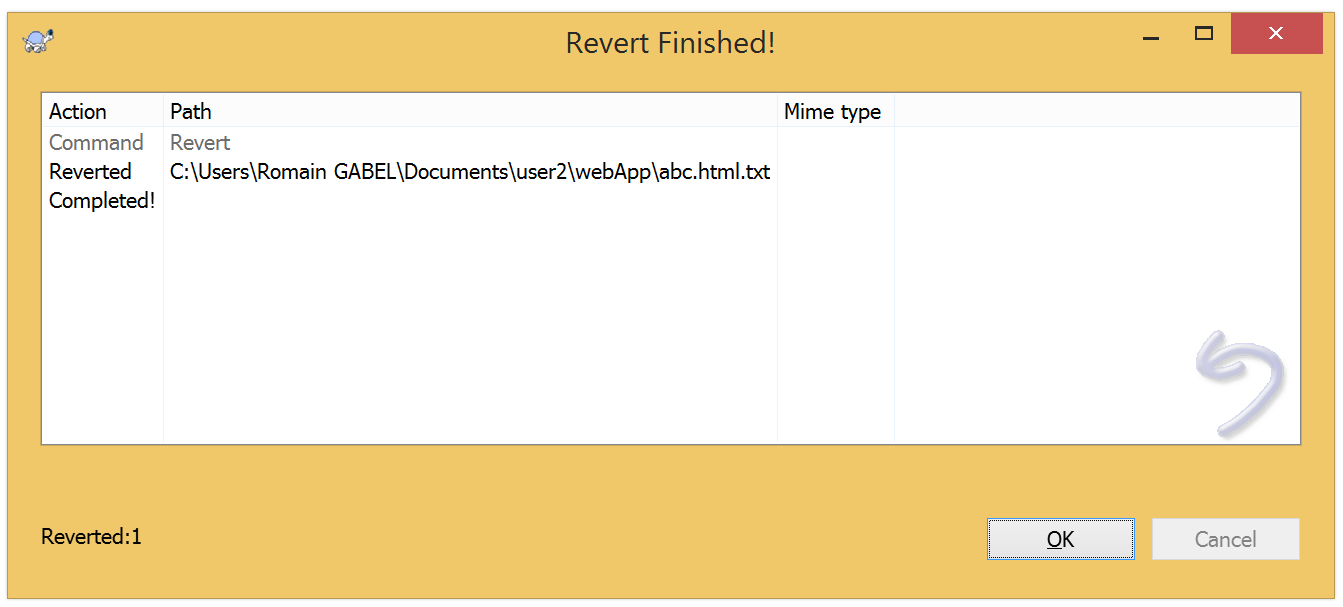 Revert Finished!
Action Path Mime type
Command Revert
Reverted C:\Users\Romain GABEL\Documents\user2\webApp\abc.html.txt
Completed!
Reverted:1 OK Cancel